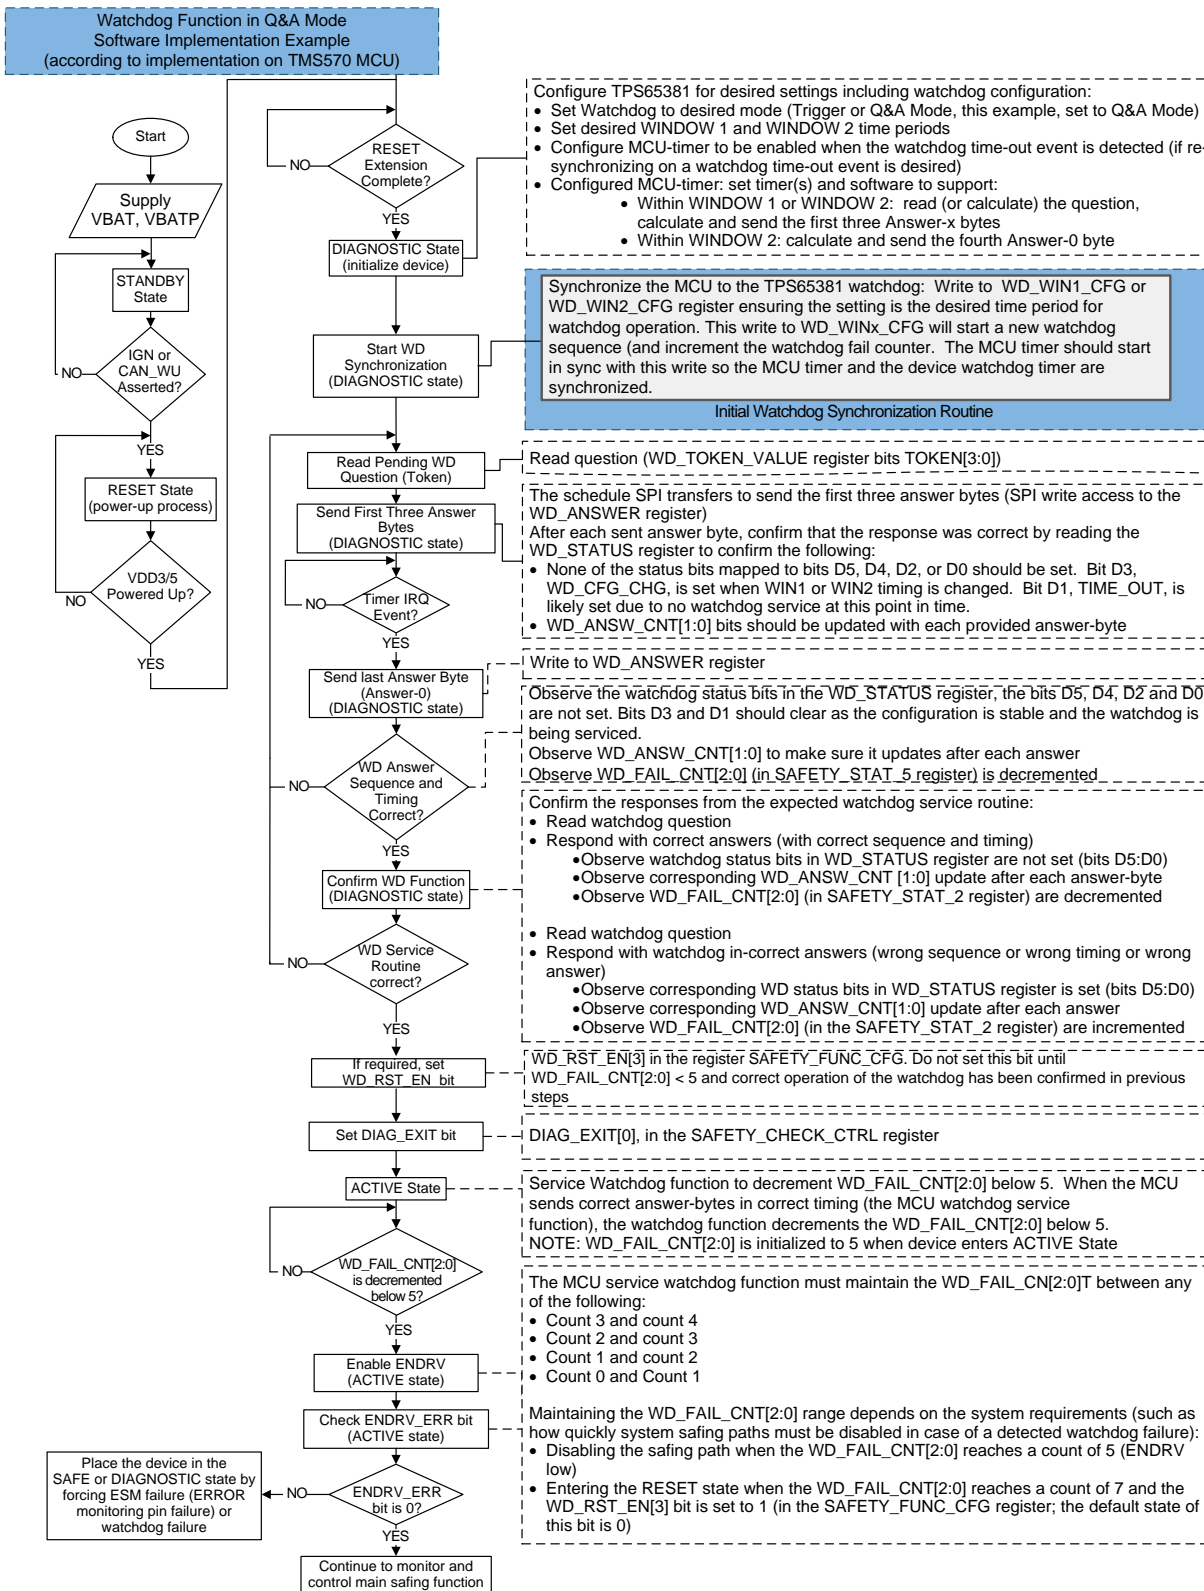 Watchdog Function in Q&A Mode
Software Implementation Example
(according to implementation on TMS570 MCU)
Start
Supply
VBAT, VBATP
STANDBY
State
IGN or
CAN_WU
Asserted?
NO
YES
RESET State
(power-up process)
VDD3/5
Powered Up?
NO
YES
RESET
Extension
Complete?
NO
YES
DIAGNOSTIC State
(initialize device)
Configure TPS65381 for desired settings including watchdog configuration:
• Set Watchdog to desired mode (Trigger or Q&A Mode, this example, set to Q&A Mode)
• Set desired WINDOW 1 and WINDOW 2 time periods
• Configure MCU-timer to be enabled when the watchdog time-out event is detected (if re-
synchronizing on a watchdog time-out event is desired)
• Configured MCU-timer: set timer(s) and software to support:
• Within WINDOW 1 or WINDOW 2: read (or calculate) the question,
calculate and send the first three Answer-x bytes
• Within WINDOW 2: calculate and send the fourth Answer-0 byte
Start WD
Synchronization
(DIAGNOSTIC state)
Synchronize the MCU to the TPS65381 watchdog: Write to WD_WIN1_CFG or
WD_WIN2_CFG register ensuring the setting is the desired time period for
watchdog operation. This write to WD_WINx_CFG will start a new watchdog
sequence (and increment the watchdog fail counter. The MCU timer should start
in sync with this write so the MCU timer and the device watchdog timer are
synchronized.
Initial Watchdog Synchronization Routine
Read Pending WD
Question (Token)
Read question (WD_TOKEN_VALUE register bits TOKEN[3:0])
Send First Three Answer
Bytes
(DIAGNOSTIC state)
The schedule SPI transfers to send the first three answer bytes (SPI write access to the
WD_ANSWER register)
After each sent answer byte, confirm that the response was correct by reading the
WD_STATUS register to confirm the following:
• None of the status bits mapped to bits D5, D4, D2, or D0 should be set. Bit D3,
WD_CFG_CHG, is set when WIN1 or WIN2 timing is changed. Bit D1, TIME_OUT, is
likely set due to no watchdog service at this point in time.
• WD_ANSW_CNT[1:0] bits should be updated with each provided answer-byte
Timer IRQ
Event?
NO
YES
Send last Answer Byte
(Answer-0)
(DIAGNOSTIC state)
Write to WD_ANSWER register
WD Answer
Sequence and
Timing
Correct?
NO
YES
Observe the watchdog status bits in the WD_STATUS register, the bits D5, D4, D2 and D0
are not set. Bits D3 and D1 should clear as the configuration is stable and the watchdog is
being serviced.
Observe WD_ANSW_CNT[1:0] to make sure it updates after each answer
Observe WD_FAIL_CNT[2:0] (in SAFETY_STAT_5 register) is decremented
Confirm WD Function
(DIAGNOSTIC state)
Confirm the responses from the expected watchdog service routine:
• Read watchdog question
• Respond with correct answers (with correct sequence and timing)
•Observe watchdog status bits in WD_STATUS register are not set (bits D5:D0)
•Observe corresponding WD_ANSW_CNT [1:0] update after each answer-byte
•Observe WD_FAIL_CNT[2:0] (in SAFETY_STAT_2 register) are decremented
• Read watchdog question
• Respond with watchdog in-correct answers (wrong sequence or wrong timing or wrong
answer)
•Observe corresponding WD status bits in WD_STATUS register is set (bits D5:D0)
•Observe corresponding WD_ANSW_CNT[1:0] update after each answer
•Observe WD_FAIL_CNT[2:0] (in the SAFETY_STAT_2 register) are incremented
WD Service
Routine
correct?
NO
YES
If required, set
WD_RST_EN bit
WD_RST_EN[3] in the register SAFETY_FUNC_CFG. Do not set this bit until
WD_FAIL_CNT[2:0] < 5 and correct operation of the watchdog has been confirmed in previous
steps
Set DIAG_EXIT bit
DIAG_EXIT[0], in the SAFETY_CHECK_CTRL register
ACTIVE State
Service Watchdog function to decrement WD_FAIL_CNT[2:0] below 5. When the MCU
sends correct answer-bytes in correct timing (the MCU watchdog service
function), the watchdog function decrements the WD_FAIL_CNT[2:0] below 5.
NOTE: WD_FAIL_CNT[2:0] is initialized to 5 when device enters ACTIVE State
WD_FAIL_CNT[2:0]
is decremented
below 5?
NO
YES
Enable ENDRV
(ACTIVE state)
The MCU service watchdog function must maintain the WD_FAIL_CN[2:0]T between any
of the following:
• Count 3 and count 4
• Count 2 and count 3
• Count 1 and count 2
• Count 0 and Count 1
Check ENDRV_ERR bit
(ACTIVE state)
Maintaining the WD_FAIL_CNT[2:0] range depends on the system requirements (such as
how quickly system safing paths must be disabled in case of a detected watchdog failure):
• Disabling the safing path when the WD_FAIL_CNT[2:0] reaches a count of 5 (ENDRV
low)
• Entering the RESET state when the WD_FAIL_CNT[2:0] reaches a count of 7 and the
WD_RST_EN[3] bit is set to 1 (in the SAFETY_FUNC_CFG register; the default state of
this bit is 0)
ENDRV_ERR
bit is 0?
NO
Place the device in the
SAFE or DIAGNOSTIC state by
forcing ESM failure (ERROR
monitoring pin failure) or
watchdog failure
YES
Continue to monitor and
control main safing function